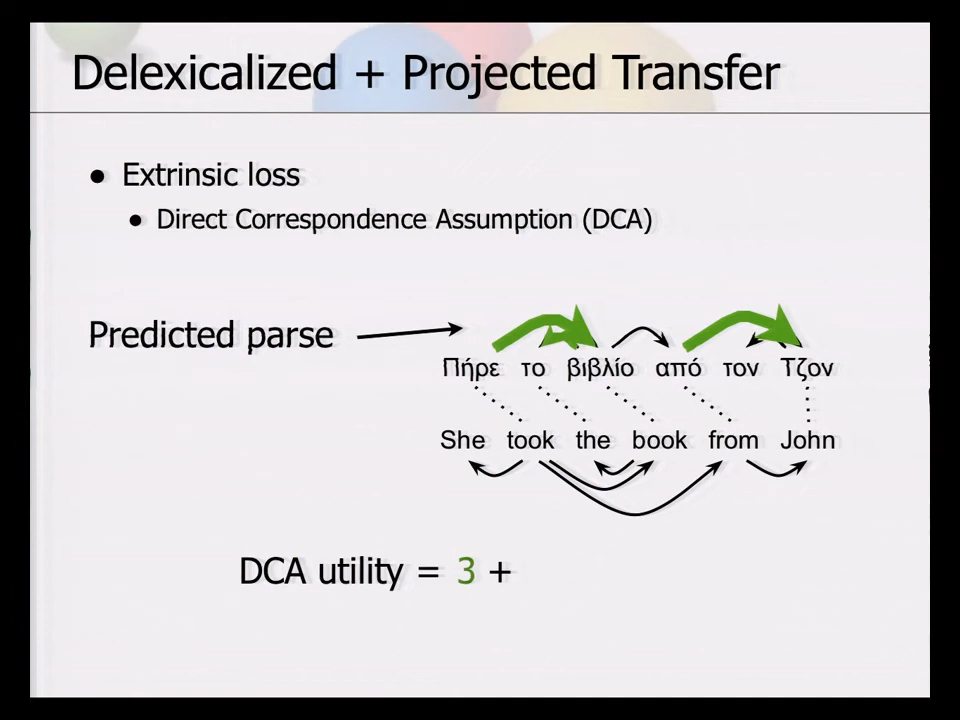 Delexicalized + Projected Transfer
● Extrinsic loss
● Direct Correspondence Assumption (DCA)
Predicted parse
Πήρε το βιβλίο από τον Τζον
She took the book from John
DCA utility = 3 +